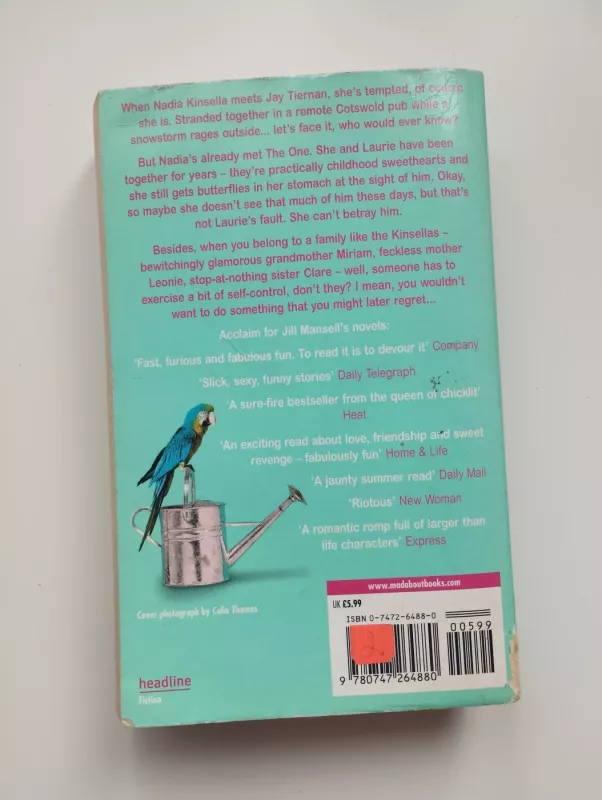 When Nadia Kinsella meets Jay Tiernan, she's tempted, of course
she is. Stranded together in a remote Cotswold pub while a
snowstorm rages outside... let's face it, who would ever know?
But Nadia's already met The One. She and Laurie have been
together for years – they're practically childhood sweethearts and
she still gets butterflies in her stomach at the sight of him. Okay,
so maybe she doesn't see that much of him these days, but that's
not Laurie's fault. She can't betray him.
Besides, when you belong to a family like the Kinsellas –
bewitchingly glamorous grandmother Miriam, feckless mother
Leonie, stop-at-nothing sister Clare – well, someone has to
exercise a bit of self-control, don't they? I mean, you wouldn't
want to do something that you might later regret...
Acclaim for Jill Mansell's novels:
'Fast, furious and fabulous fun. To read it is to devour it' Company
'Slick, sexy, funny stories' Daily Telegraph
'A sure-fire bestseller from the queen of chicklit'
Heat
'An exciting read about love, friendship and sweet
revenge – fabulously fun' Home & Life
'A jaunty summer read' Daily Mail
'Riotous' New Woman
'A romantic romp full of larger than
life characters' Express
Cover photograph by Colin Thomas
headline
Fiction
www.madaboutbooks.com
UK £5.99
ISBN 0-7472-6488-0
00599
2
9 780747 264880